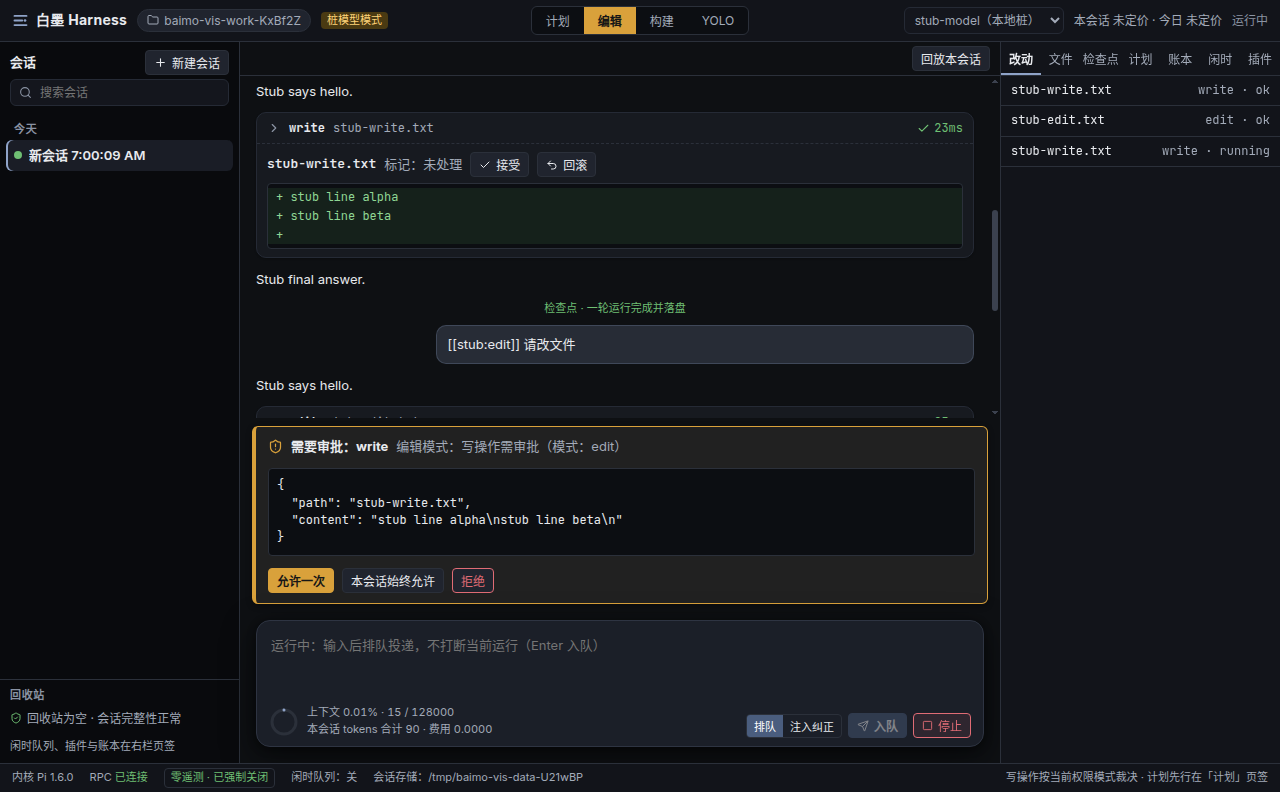 白墨 Harness
baimo-vis-work-KxBf2Z
桩模型模式
计划
编辑
构建
YOLO
stub-model（本地桩）
本会话 未定价 · 今日 未定价
运行中
会话
新建会话
搜索会话
今天
新会话 7:00:09 AM
回收站
回收站为空 · 会话完整性正常
闲时队列、插件与账本在右栏页签
回放本会话
Stub says hello.
write stub-write.txt
23ms
stub-write.txt 标记：未处理
接受
回滚
+ stub line alpha
+ stub line beta
+
Stub final answer.
检查点 · 一轮运行完成并落盘
[[stub:edit]] 请改文件
Stub says hello.
需要审批：write 编辑模式：写操作需审批（模式：edit）
{
"path": "stub-write.txt",
"content": "stub line alpha\nstub line beta\n"
}
允许一次
本会话始终允许
拒绝
运行中：输入后排队投递，不打断当前运行（Enter 入队）
上下文 0.01% · 15 / 128000
本会话 tokens 合计 90 · 费用 0.0000
排队
注入纠正
入队
停止
改动
文件
检查点
计划
账本
闲时
插件
stub-write.txt write · ok
stub-edit.txt edit · ok
stub-write.txt write · running
内核 Pi 1.6.0
RPC 已连接
零遥测 · 已强制关闭
闲时队列：关
会话存储：/tmp/baimo-vis-data-U21wBP
写操作按当前权限模式裁决 · 计划先行在「计划」页签